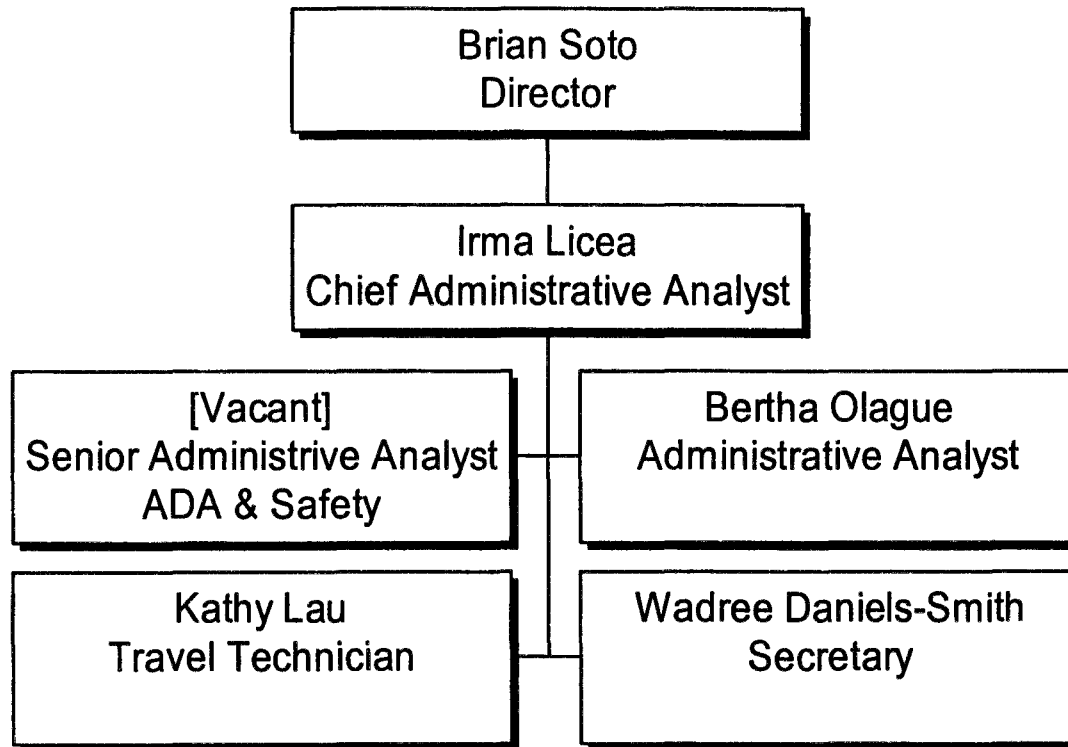 Brian Soto
Director
Irma Licea
Chief Administrative Analyst
[Vacant]
Senior Administrive Analyst
ADA & Safety
Bertha Olague
Administrative Analyst
Kathy Lau
Travel Technician
Wadree Daniels-Smith
Secretary